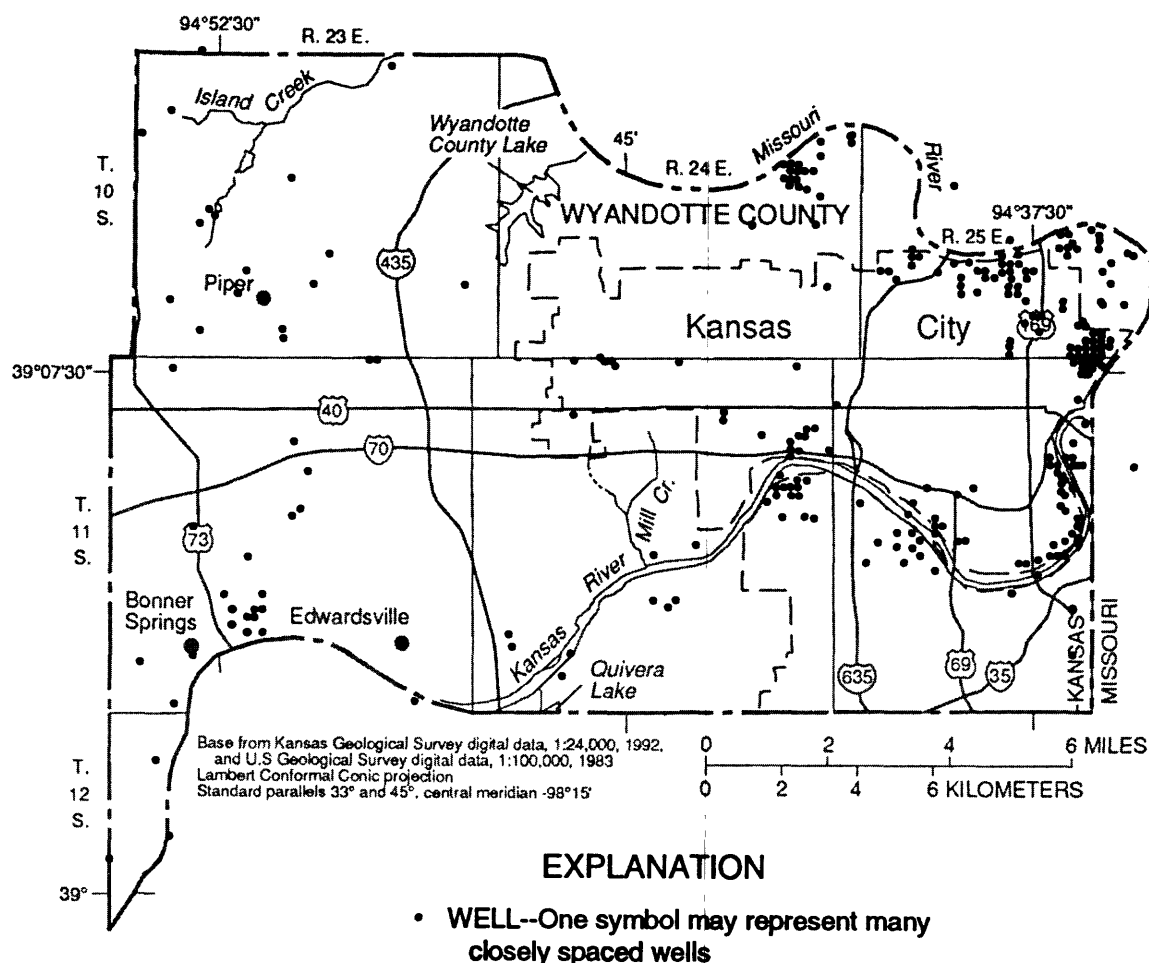 94°52'30"
R. 23 E.
Island Creek
Wyandotte
County Lake
45'
Missouri
River
R. 24 E.
T.
10
S.
WYANDOTTE COUNTY
94°37'30"
R. 25 E.
435
Piper
Kansas City
69
39°07'30"
40
70
Mill Cr.
T.
11
S.
73
River
Bonner
Springs
Edwardsville
Kansas
Quivera
Lake
635
69
35
KANSAS
MISSOURI
Base from Kansas Geological Survey digital data, 1:24,000, 1992,
and U.S Geological Survey digital data, 1:100,000, 1983
Lambert Conformal Conic projection
Standard parallels 33° and 45°, central meridian -98°15'
0 2 4 6 MILES
0 2 4 6 KILOMETERS
T.
12
S.
39°
EXPLANATION
WELL--One symbol may represent many
closely spaced wells